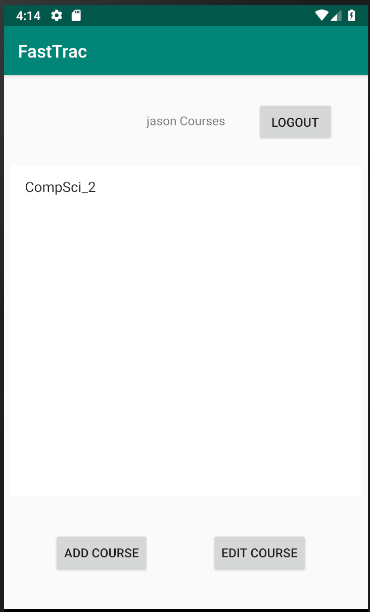 4:14
FastTrac
jason Courses
LOGOUT
CompSci_2
ADD COURSE
EDIT COURSE